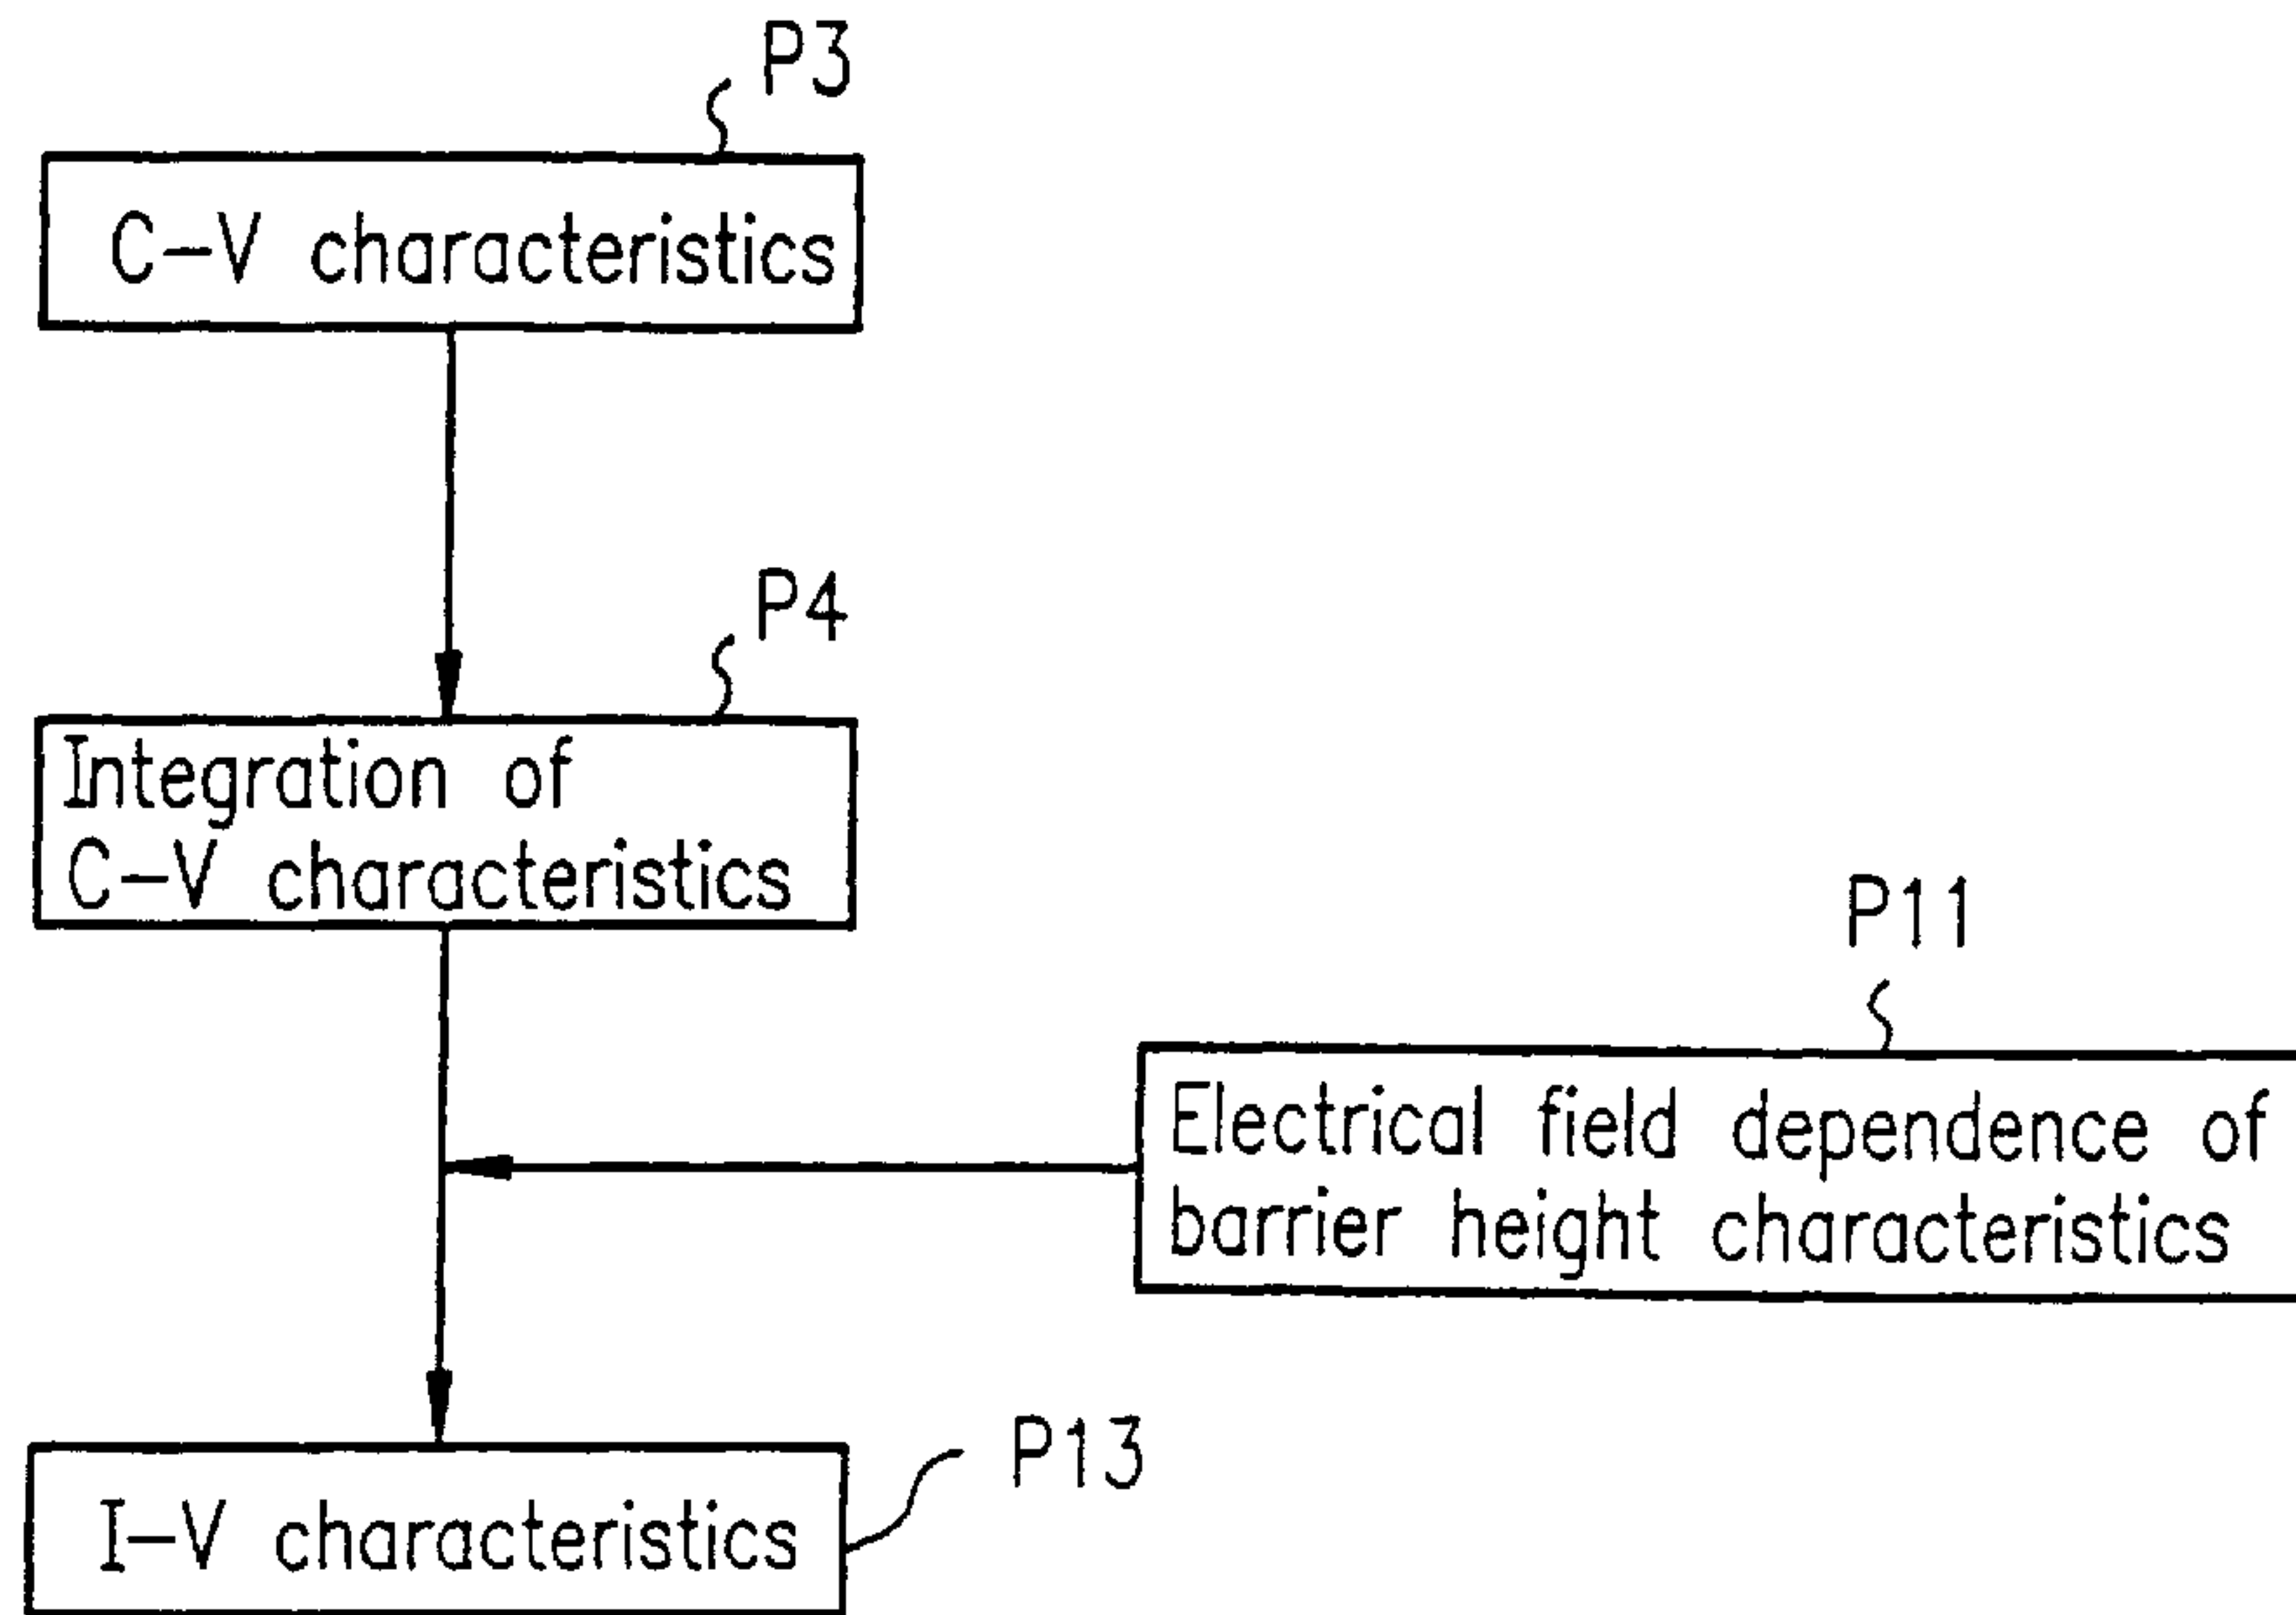 P3
C-V characteristics
P4
Integration of
C-V characteristics
P11
Electrical field dependence of
barrier height characteristics
P13
I-V characteristics